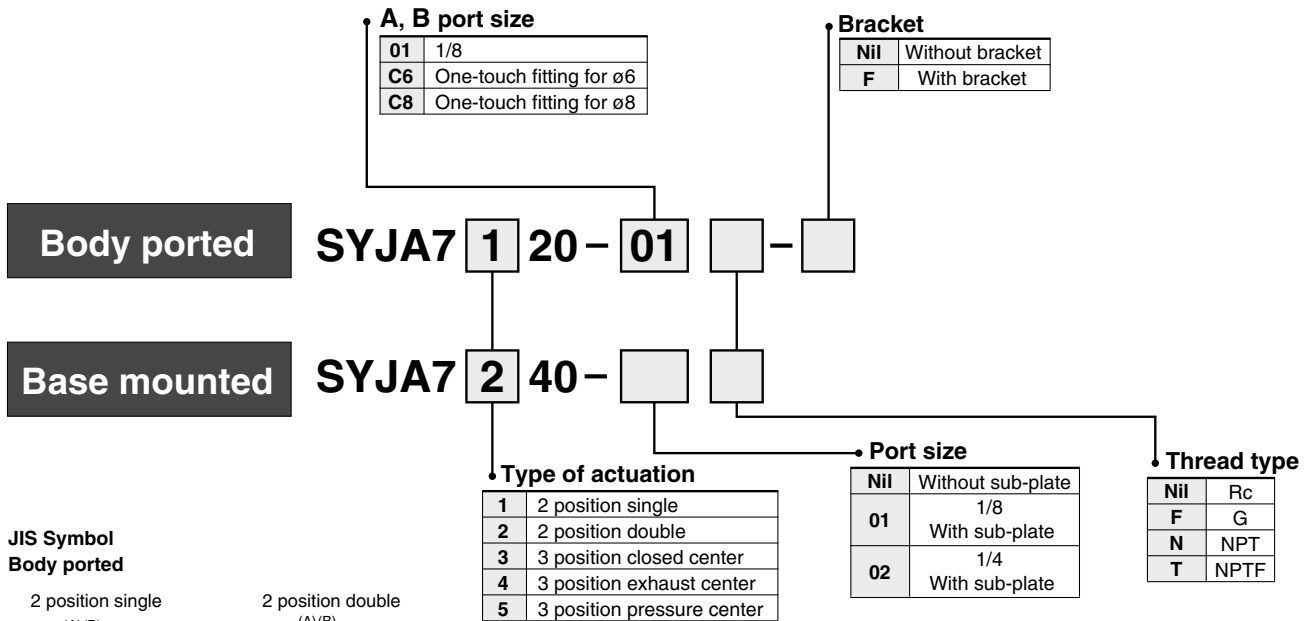 A, B port size
01 1/8
C6 One-touch fitting for ø6
C8 One-touch fitting for ø8
Bracket
Nil Without bracket
F With bracket
Body ported SYJA7 1 20 – 01 –
Base mounted SYJA7 2 40 –
Type of actuation
1 2 position single
2 2 position double
3 3 position closed center
4 3 position exhaust center
5 3 position pressure center
Port size
Nil Without sub-plate
01 1/8 With sub-plate
02 1/4 With sub-plate
Thread type
Nil Rc
F G
N NPT
T NPTF
JIS Symbol
Body ported
2 position single 2 position double
(A)(B)